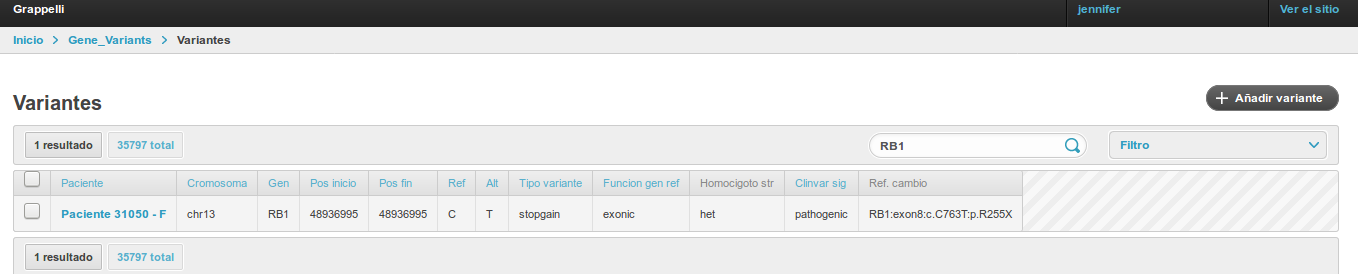 Grappelli jennifer Ver el sitio
Inicio Gene_Variants Variantes
Variantes
Añadir variante
1 resultado 35797 total RB1 Filtro
Paciente Cromosoma Gen Pos inicio Pos fin Ref Alt Tipo variante Funcion gen ref Homocigoto str Clinvar sig Ref. cambio
Paciente 31050 - F chr13 RB1 48936995 48936995 C T stopgain exonic het pathogenic RB1:exon8:c.C763T:p.R255X
1 resultado 35797 total